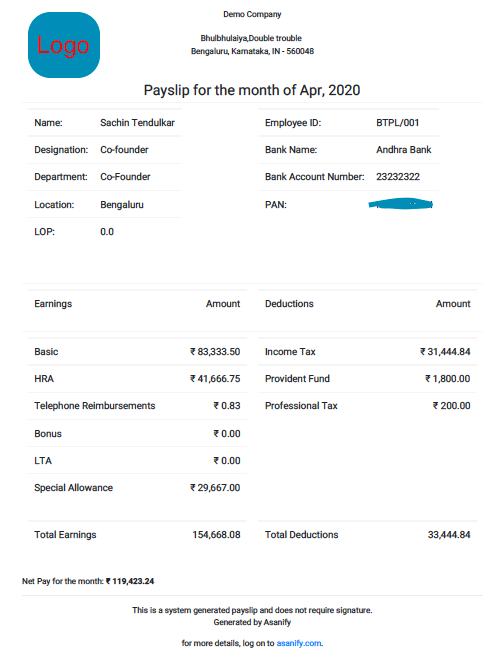 Logo
Demo Company
Bhulbhulaiya,Double trouble
Bengaluru, Karnataka, IN - 560048
Payslip for the month of Apr, 2020
Name: Sachin Tendulkar Employee ID: BTPL/001
Designation: Co-founder Bank Name: Andhra Bank
Department: Co-Founder Bank Account Number: 23232322
Location: Bengaluru PAN:
LOP: 0.0
Earnings Amount Deductions Amount
Basic ₹ 83,333.50 Income Tax ₹ 31,444.84
HRA ₹ 41,666.75 Provident Fund ₹ 1,800.00
Telephone Reimbursements ₹ 0.83 Professional Tax ₹ 200.00
Bonus ₹ 0.00
LTA ₹ 0.00
Special Allowance ₹ 29,667.00
Total Earnings 154,668.08 Total Deductions 33,444.84
Net Pay for the month: ₹ 119,423.24
This is a system generated payslip and does not require signature.
Generated by Asanify
for more details, log on to asanify.com.